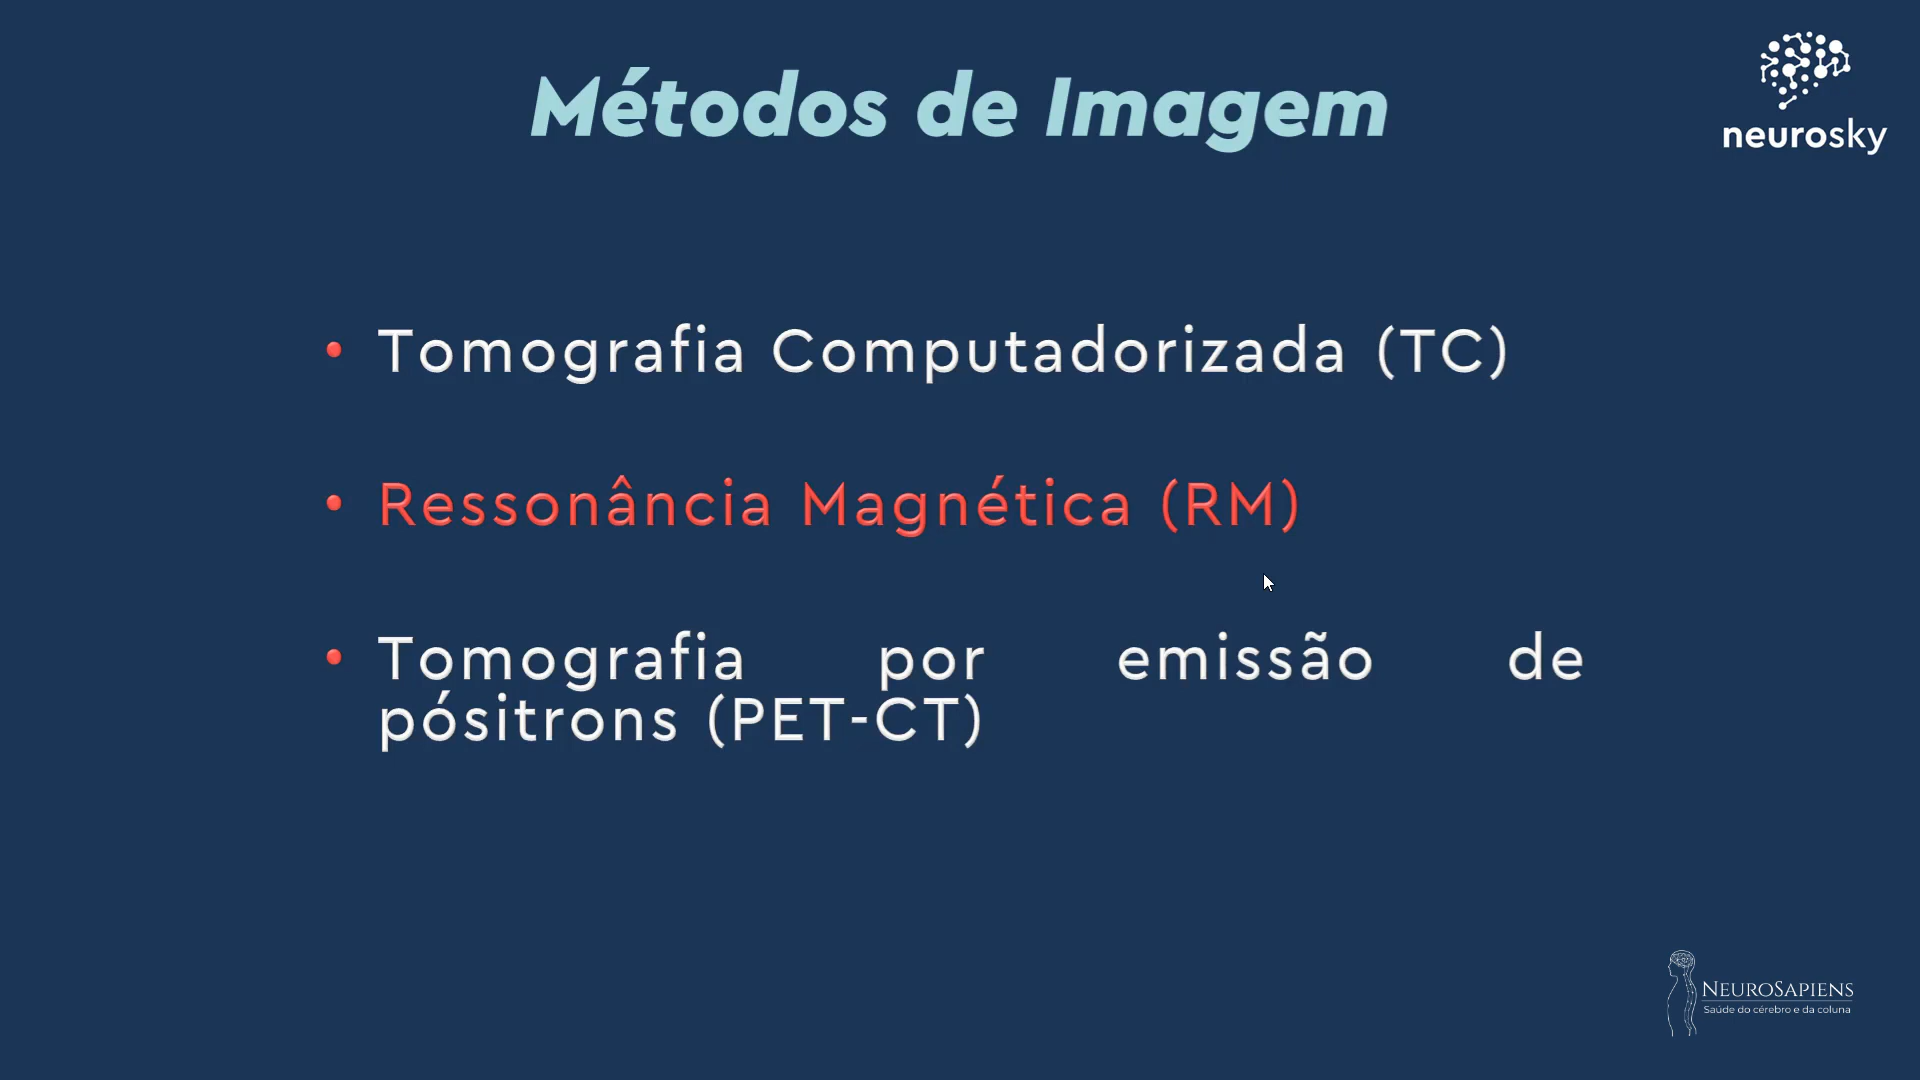 Métodos de Imagem
neurosky
• Tomografia Computadorizada (TC)
• Ressonância Magnética (RM)
• Tomografia por emissão de
pósitrons (PET-CT)
NEUROSAPIENS
Saúde do cérebro e da coluna